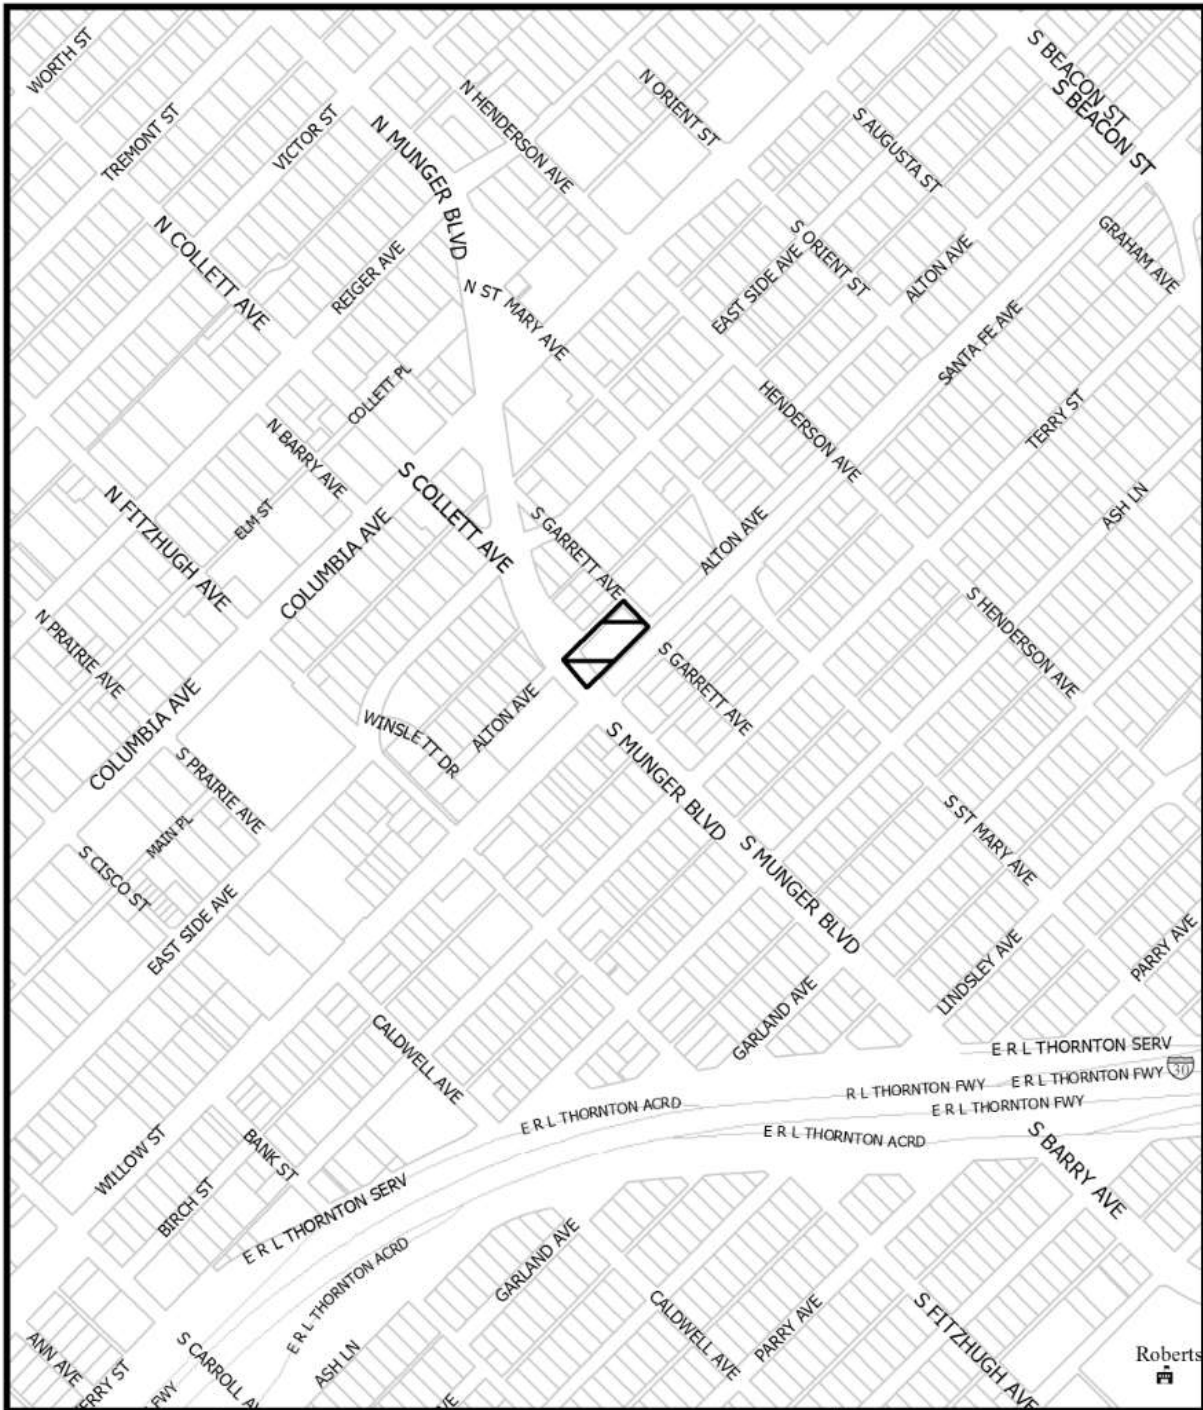 WORTH ST
TREMONT ST
VICTOR ST
N MUNGER BLVD
N HENDERSON AVE
N ORIENT ST
S AUGUSTA ST
S BEACON ST
S BEACON ST
GRAHAM AVE
N COLLETT AVE
REIGER AVE
N ST MARY AVE
EAST SIDE AVE
S ORIENT ST
ALTON AVE
SANTA FE AVE
COLLETT PL
HENDERSON AVE
TERRY ST
N BARRY AVE
S COLLETT AVE
N FITZHUGH AVE
ELM ST
COLUMBIA AVE
S GARRETT AVE
ALTON AVE
ASH LN
N PRAIRIE AVE
S GARRETT AVE
S HENDERSON AVE
COLUMBIA AVE
WINSLETT DR
ALTON AVE
S PRAIRIE AVE
MAIN PL
S CISCO ST
EAST SIDE AVE
S MUNGER BLVD
S MUNGER BLVD
S ST MARY AVE
LINDSLEY AVE
PARRY AVE
CALDWELL AVE
GARLAND AVE
E R L THORNTON SERV
E R L THORNTON ACRD
R L THORNTON FWY
E R L THORNTON FWY
30
E R L THORNTON FWY
E R L THORNTON ACRD
WILLOW ST
BANK ST
BIRCH ST
E R L THORNTON SERV
E R L THORNTON ACRD
GARLAND AVE
S BARRY AVE
CALDWELL AVE
PARRY AVE
S FITZHUGH AVE
ANN AVE
ERRY ST
FWY
S CARROLL AV
ASH LN
VE
Roberts